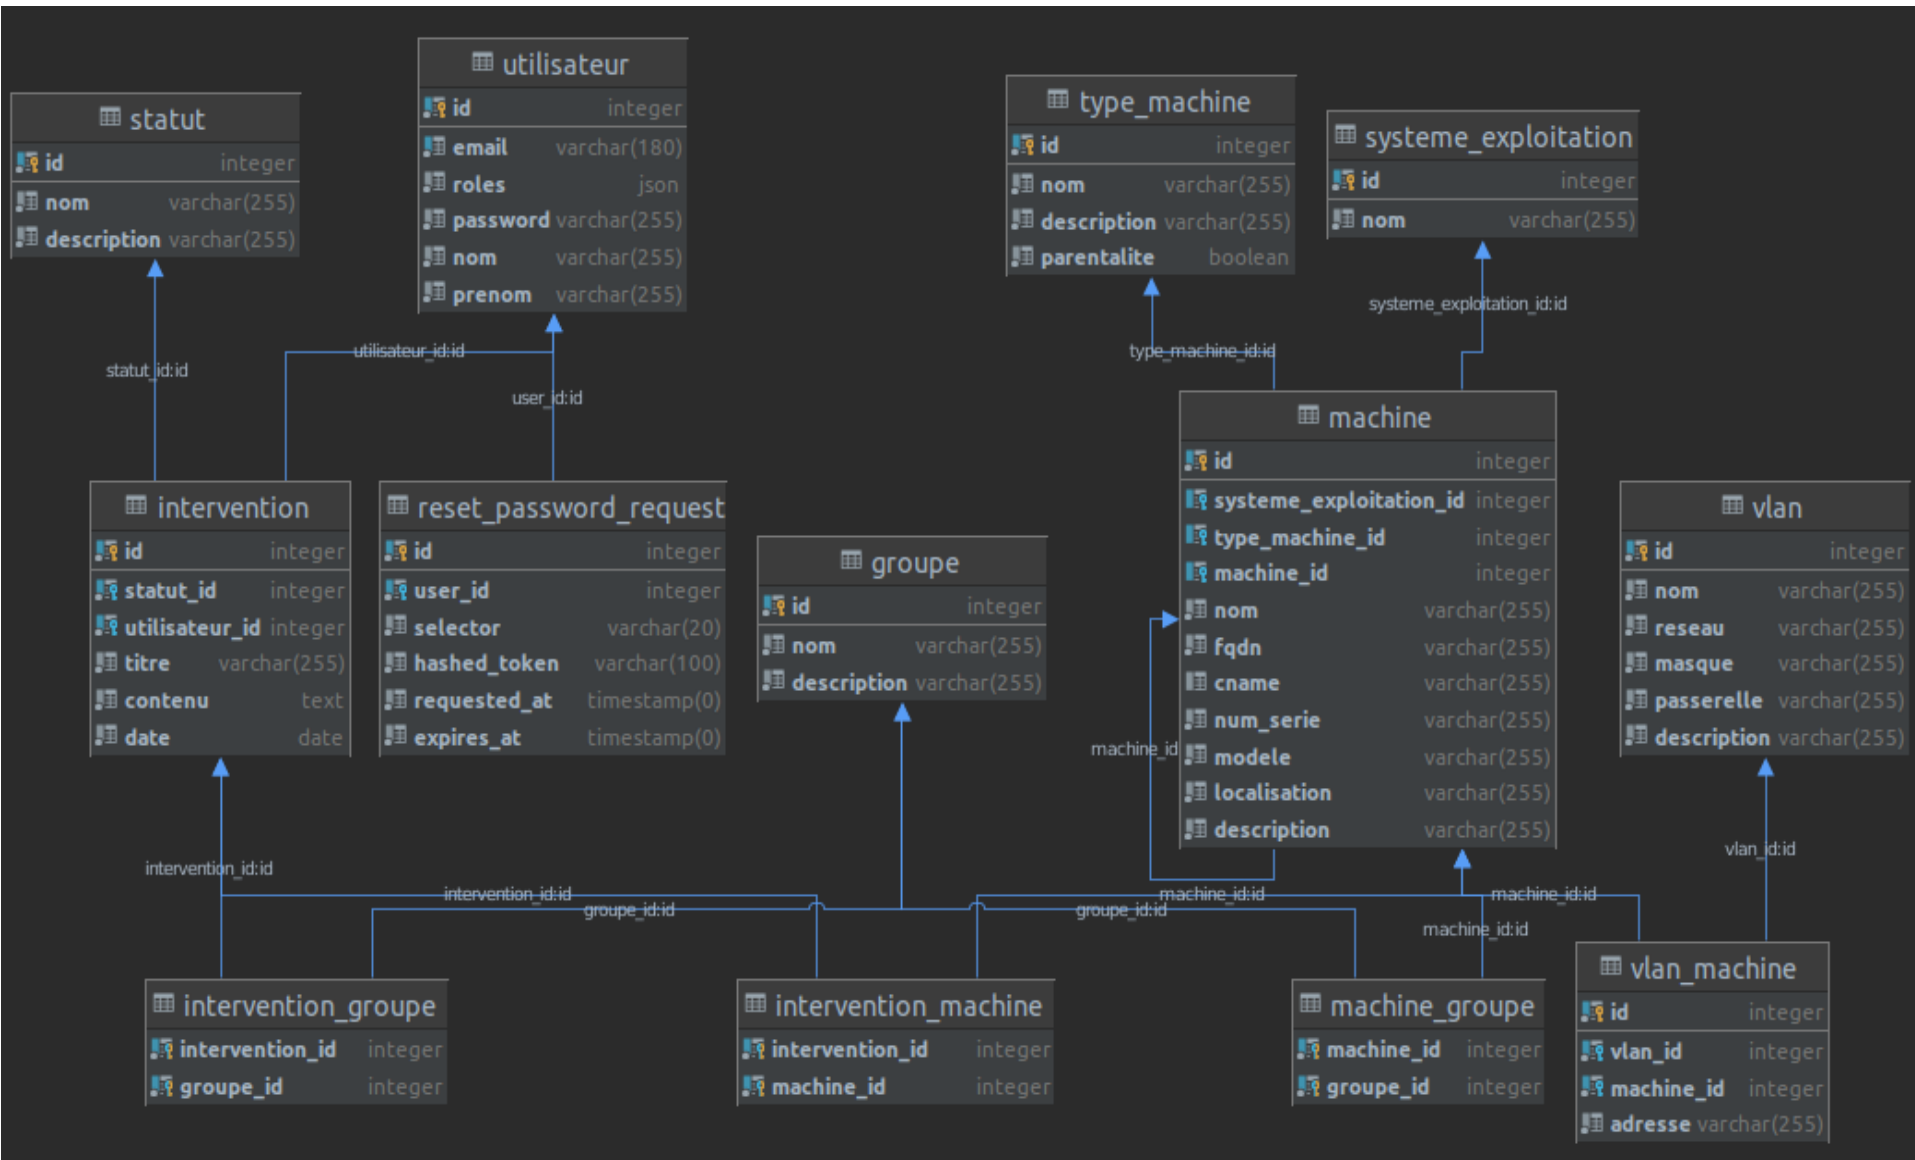 statut
id integer
nom varchar(255)
description varchar(255)
utilisateur
id integer
email varchar(180)
roles json
password varchar(255)
nom varchar(255)
prenom varchar(255)
type_machine
id integer
nom varchar(255)
description varchar(255)
parentalite boolean
systeme_exploitation
id integer
nom varchar(255)
statut_id:id
utilisateur_id:id
user_id:id
type_machine_id:id
systeme_exploitation_id:id
intervention
id integer
statut_id integer
utilisateur_id integer
titre varchar(255)
contenu text
date date
reset_password_request
id integer
user_id integer
selector varchar(20)
hashed_token varchar(100)
requested_at timestamp(0)
expires_at timestamp(0)
groupe
id integer
nom varchar(255)
description varchar(255)
machine
id integer
systeme_exploitation_id integer
type_machine_id integer
machine_id integer
nom varchar(255)
fqdn varchar(255)
cname varchar(255)
num_serie varchar(255)
modele varchar(255)
localisation varchar(255)
description varchar(255)
machine_id
vlan
id integer
nom varchar(255)
reseau varchar(255)
masque varchar(255)
passerelle varchar(255)
description varchar(255)
intervention_id:id
intervention_id:id
groupe_id:id
groupe_id:id
machine_id:id
machine_id:id
machine_id:id
vlan_id:id
intervention_groupe
intervention_id integer
groupe_id integer
intervention_machine
intervention_id integer
machine_id integer
machine_groupe
machine_id integer
groupe_id integer
vlan_machine
id integer
vlan_id integer
machine_id integer
adresse varchar(255)